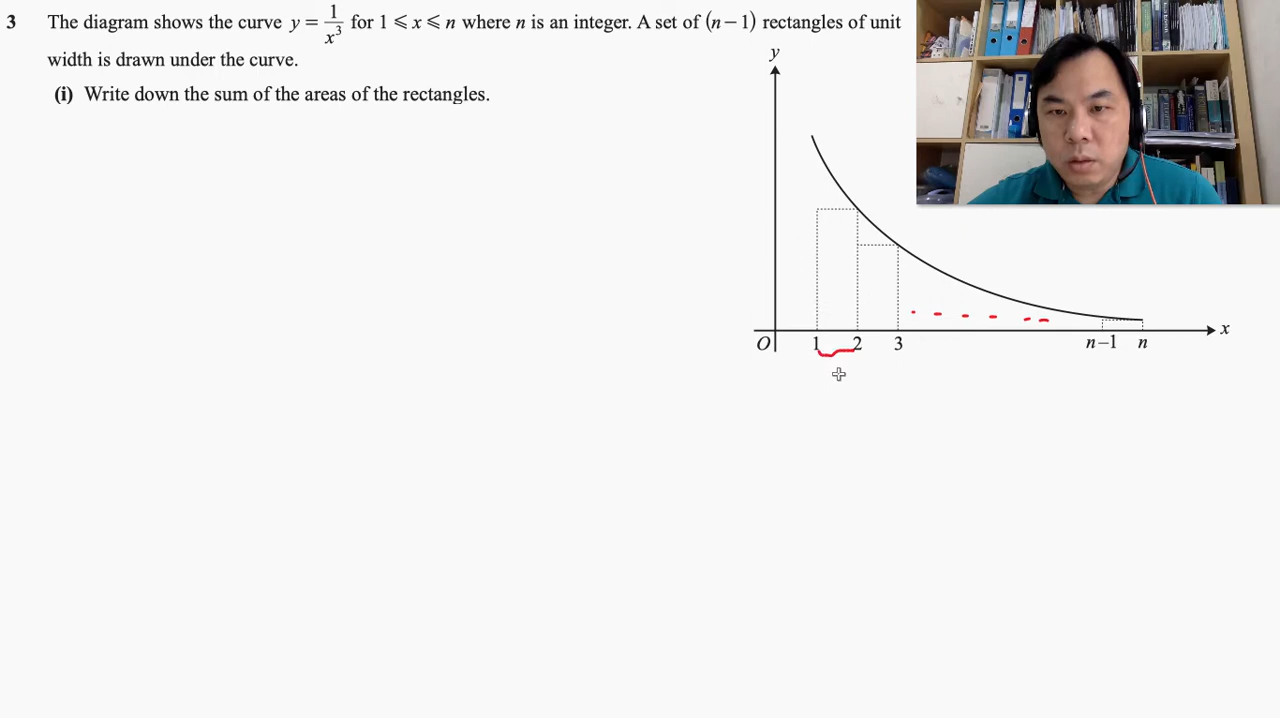 3 The diagram shows the curve y = 1/x³ for 1 ⩽ x ⩽ n where n is an integer. A set of (n−1) rectangles of unit
width is drawn under the curve.
(i) Write down the sum of the areas of the rectangles.
y
O 1 2 3 n−1 n x